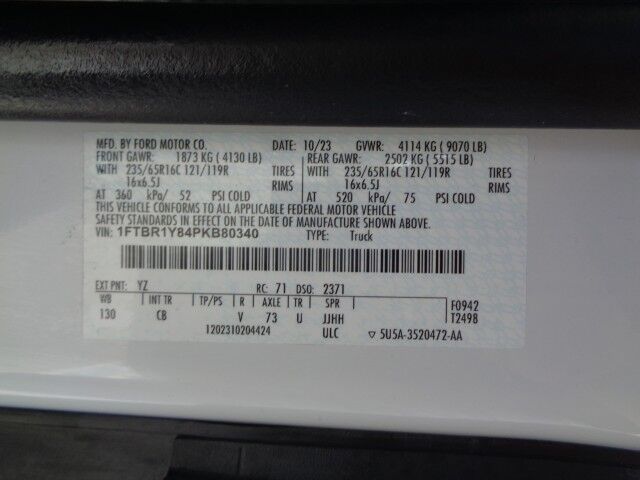 MFD. BY FORD MOTOR CO. DATE: 10/23 GVWR: 4114 KG ( 9070 LB)
FRONT GAWR: 1873 KG ( 4130 LB) REAR GAWR: 2502 KG ( 5515 LB)
WITH 235/65R16C 121/119R TIRES WITH 235/65R16C 121/119R TIRES
16x6.5J RIMS 16x6.5J RIMS
AT 360 kPa/ 52 PSI COLD AT 520 kPa/ 75 PSI COLD
THIS VEHICLE CONFORMS TO ALL APPLICABLE FEDERAL MOTOR VEHICLE
SAFETY STANDARDS IN EFFECT ON THE DATE OF MANUFACTURE SHOWN ABOVE.
VIN: 1FTBR1Y84PKB80340 TYPE: Truck
EXT PNT: YZ RC: 71 DSO: 2371
WB INT TR TP/PS R AXLE TR SPR F0942
130 CB V 73 U JJHH T2498
1202310204424 ULC ▽ 5U5A-3520472-AA